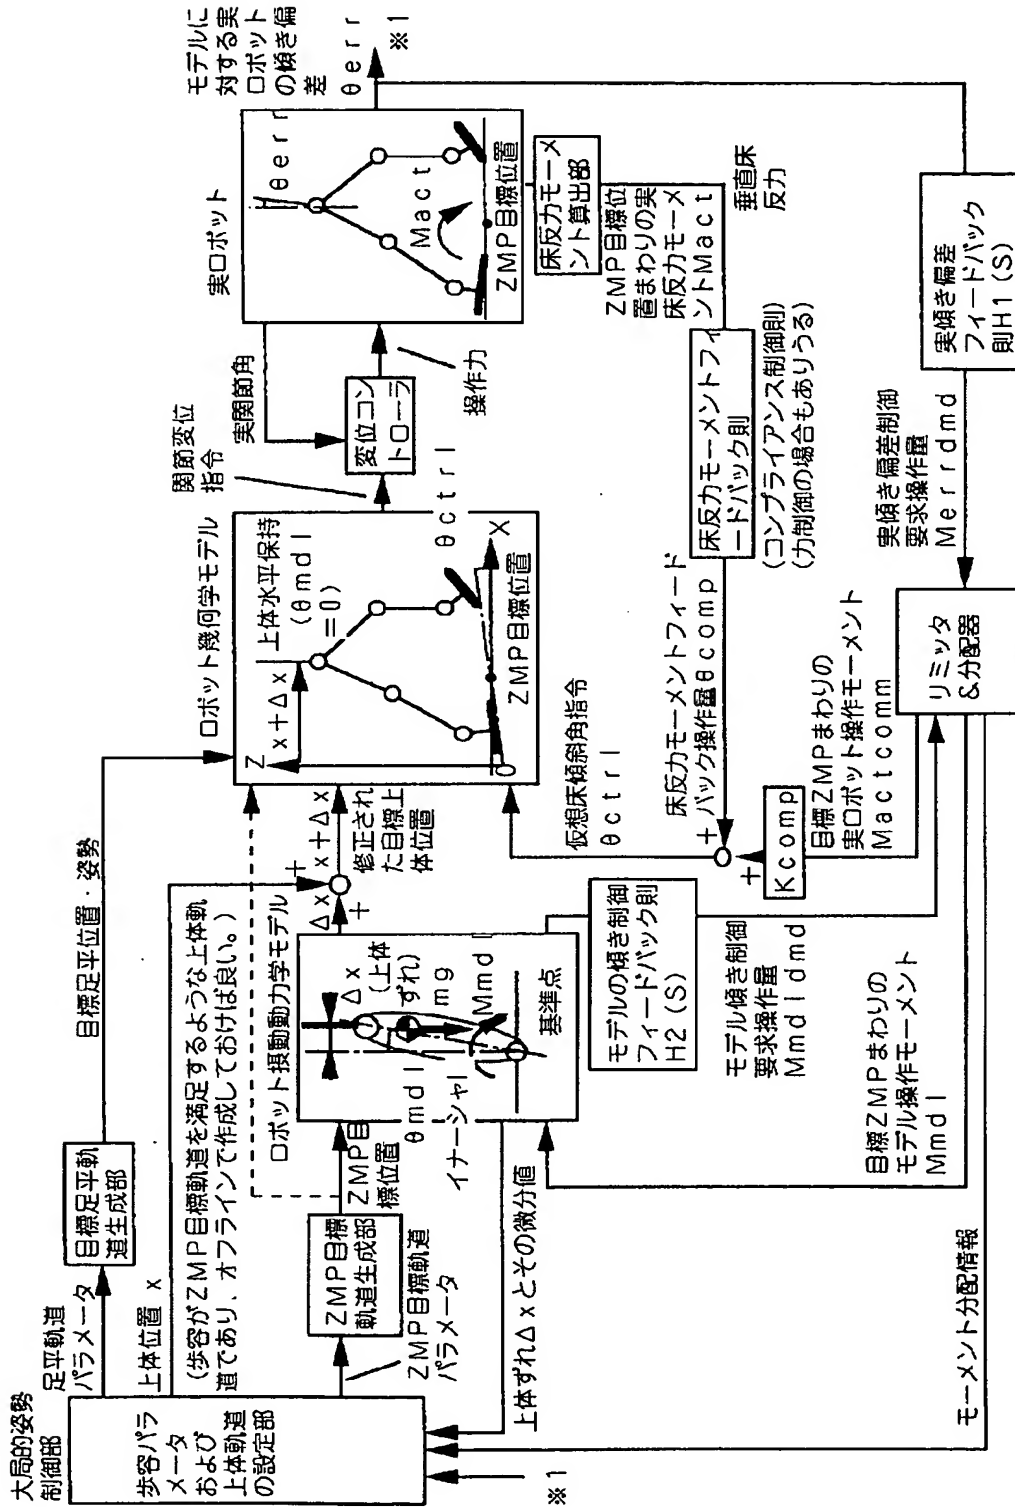 大局的姿勢
制御部
歩容パラ
メータ
および
上体軌道
の設定部
※1
足平軌道
パラメータ
目標足平軌
道生成部
目標足平位置・姿勢
上体位置 x
(歩容がZMP目標軌道を満足するような上体軌
道であり、オフラインで作成しておけば良い。)
ZMP目標軌道
パラメータ
ZMP目標
軌道生成部
ZMP目
標位置
ロボット摂動動力学モデル
Δx
(上体
ずれ)
mg
Mmdl
θmdl
イナーシャI
基準点
上体ずれΔxとその微分値
Δx
+
+
x+Δx
修正され
た目標上
体位置
ロボット幾何学モデル
Z
x+Δx
上体水平保持
(θmdl
=0)
θctrl
X
O
ZMP目標位置
関節変位
指令
変位コン
トローラ
実関節角
操作力
実ロボット
θerr
Mact
ZMP目標位置
モデルに
対する実
ロボット
の傾き偏
差
θerr
※1
床反力モーメ
ント算出部
ZMP目標位
置まわりの実
床反力モーメ
ントMact
垂直床
反力
床反力モーメントフィ
ードバック則
(コンプライアンス制御則)
(力制御の場合もありうる)
床反力モーメントフィード
バック操作量θcomp
+
+
仮想床傾斜角指令
θctrl
Kcomp
目標ZMPまわりの
実ロボット操作モーメント
Mactcomm
実傾き偏差
フィードバック
則H1(S)
実傾き偏差制御
要求操作量
Merrdmd
リミッタ
&分配器
モデルの傾き制御
フィードバック則
H2(S)
モデル傾き制御
要求操作量
Mmdldmd
目標ZMPまわりの
モデル操作モーメント
Mmdl
モーメント分配情報